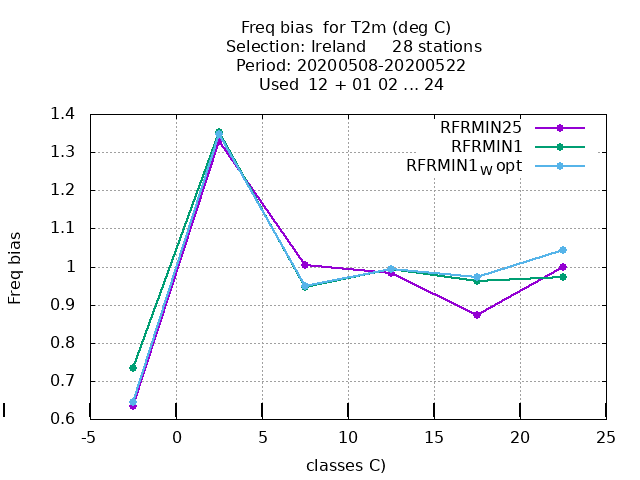 Freq bias  for T2m (deg C)
Selection: Ireland     28 stations
Period: 20200508-20200522
Used  12 + 01 02 ... 24
RFRMIN25
RFRMIN1
RFRMIN1w opt
1.4
1.3
1.2
1.1
1
0.9
0.8
0.7
0.6
Freq bias
-5 0 5 10 15 20 25
classes C)